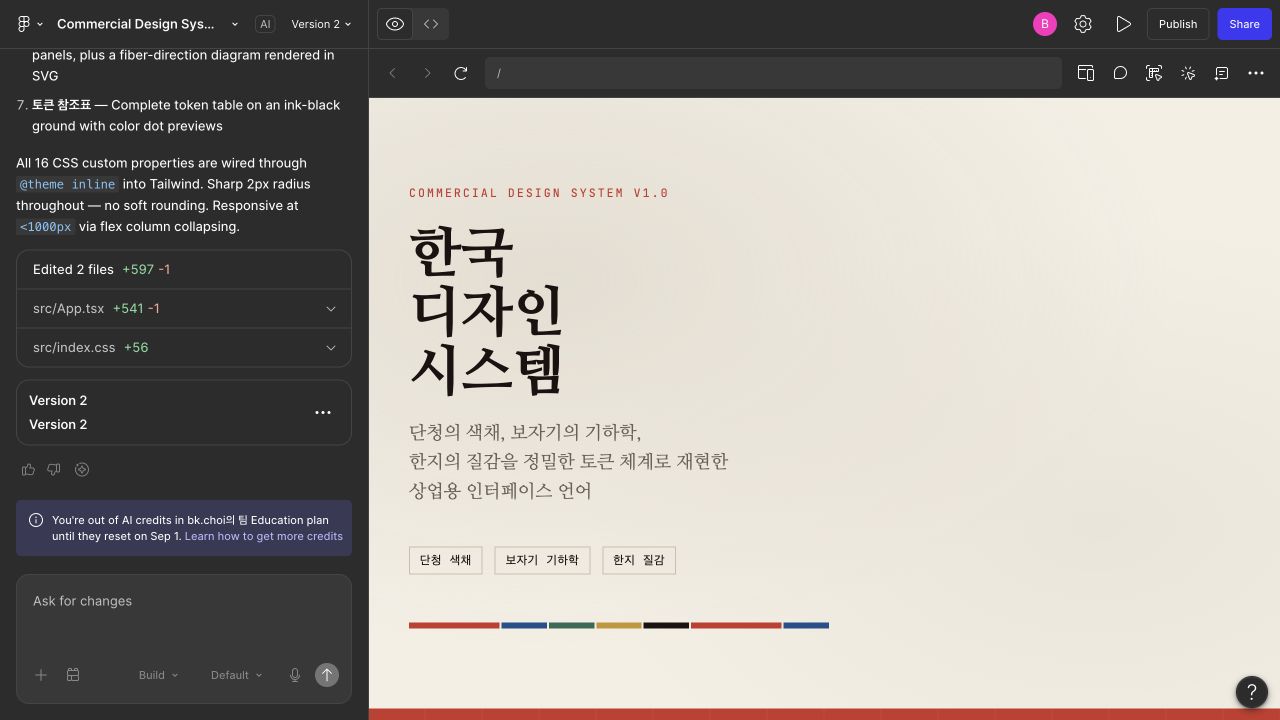 Commercial Design Sys...
AI
Version 2
B
Publish
Share
/
panels, plus a fiber-direction diagram rendered in
SVG
7. 토큰 참조표 — Complete token table on an ink-black
ground with color dot previews
All 16 CSS custom properties are wired through
@theme inline into Tailwind. Sharp 2px radius
throughout — no soft rounding. Responsive at
<1000px via flex column collapsing.
Edited 2 files +597 -1
src/App.tsx +541 -1
src/index.css +56
Version 2
Version 2
You're out of AI credits in bk.choi의 팀 Education plan
until they reset on Sep 1. Learn how to get more credits
Ask for changes
Build
Default
COMMERCIAL DESIGN SYSTEM V1.0
한국
디자인
시스템
단청의 색채, 보자기의 기하학,
한지의 질감을 정밀한 토큰 체계로 재현한
상업용 인터페이스 언어
단청 색채
보자기 기하학
한지 질감
?